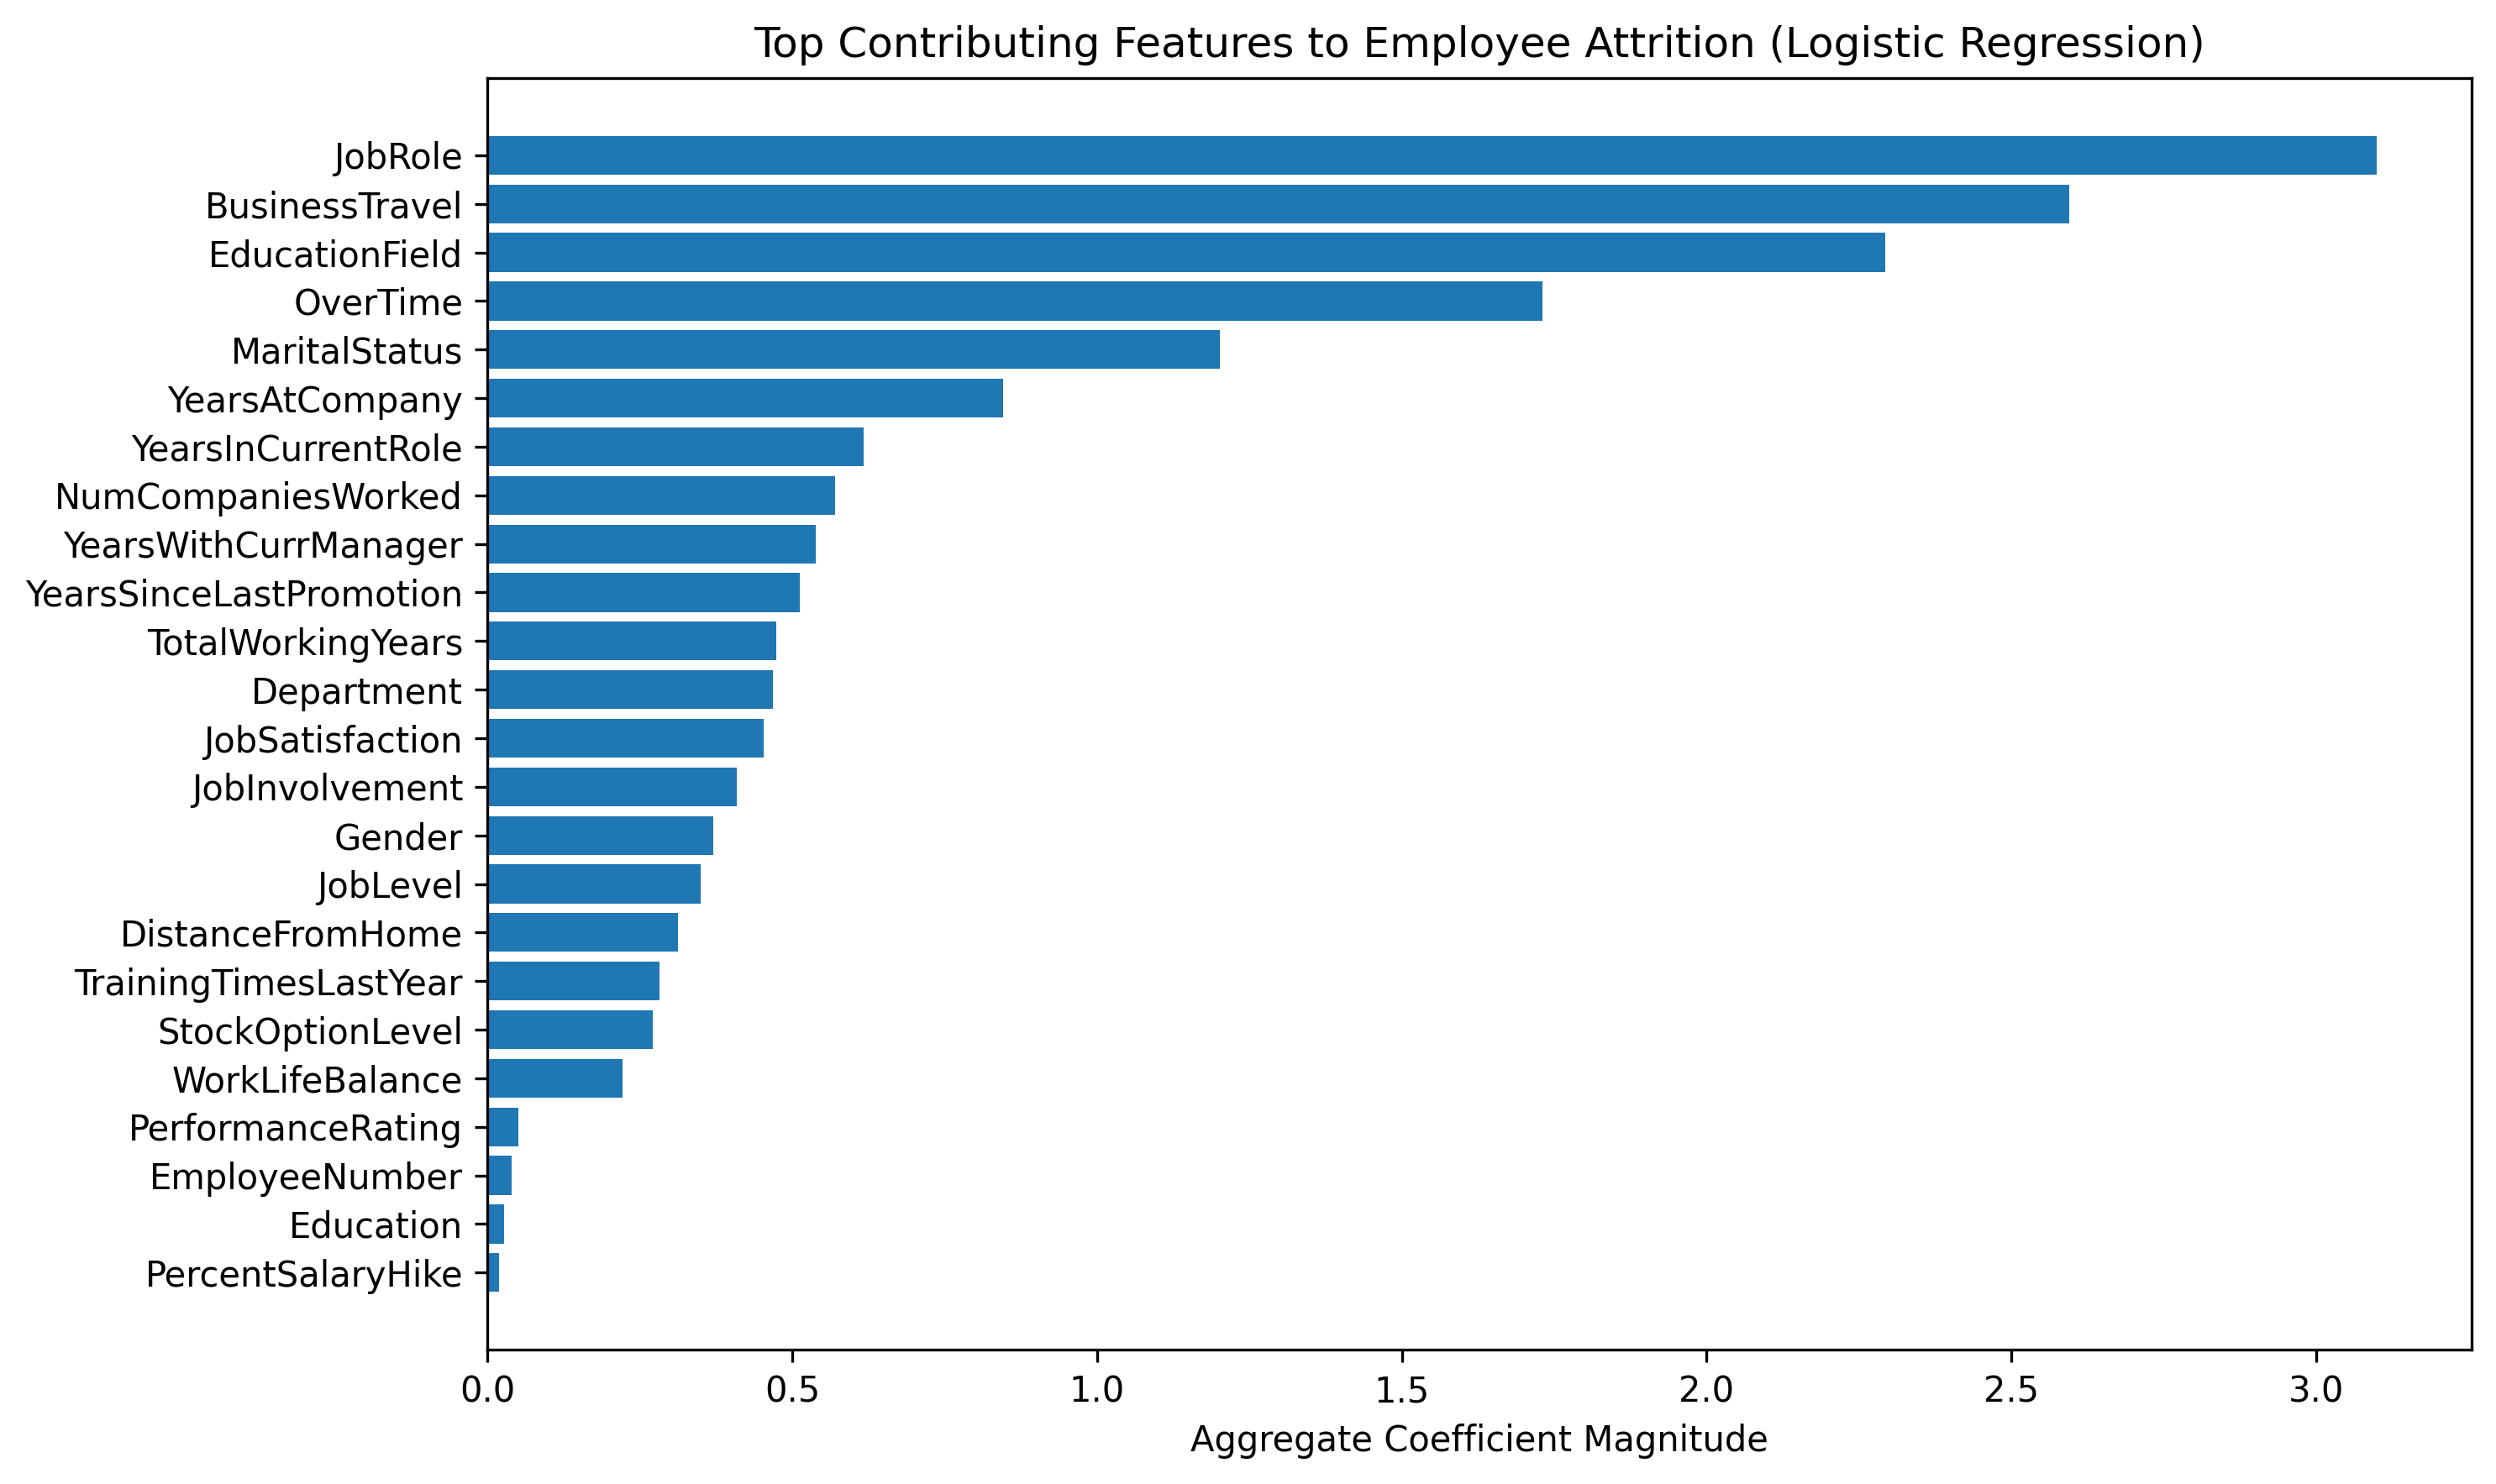 Top Contributing Features to Employee Attrition (Logistic Regression)
JobRole
BusinessTravel
EducationField
OverTime
MaritalStatus
YearsAtCompany
YearsInCurrentRole
NumCompaniesWorked
YearsWithCurrManager
YearsSinceLastPromotion
TotalWorkingYears
Department
JobSatisfaction
JobInvolvement
Gender
JobLevel
DistanceFromHome
TrainingTimesLastYear
StockOptionLevel
WorkLifeBalance
PerformanceRating
EmployeeNumber
Education
PercentSalaryHike
0.0 0.5 1.0 1.5 2.0 2.5 3.0
Aggregate Coefficient Magnitude